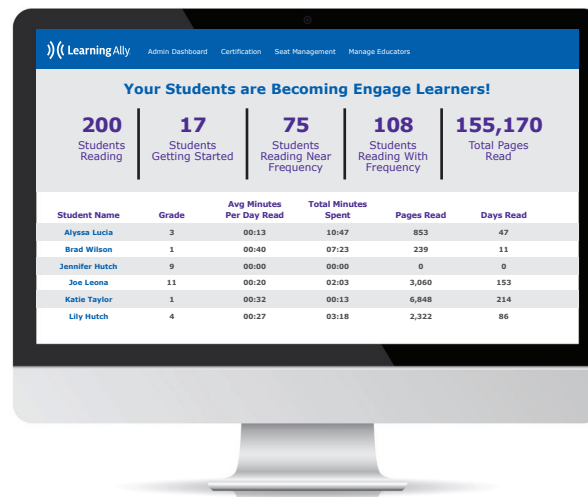 Learning Ally Admin Dashboard Certification Seat Management Manage Educators
Your Students are Becoming Engage Learners!
200 17 75 108 155,170
Students Students Students Students Total Pages
Reading Getting Started Reading Near Reading With Read
Frequency Frequency
Avg Minutes Total Minutes
Student Name Grade Per Day Read Spent Pages Read Days Read
Alyssa Lucia 3 00:13 10:47 853 47
Brad Wilson 1 00:40 07:23 239 11
Jennifer Hutch 9 00:00 00:00 0 0
Joe Leona 11 00:20 02:03 3,060 153
Katie Taylor 1 00:32 00:13 6,848 214
Lily Hutch 4 00:27 03:18 2,322 86